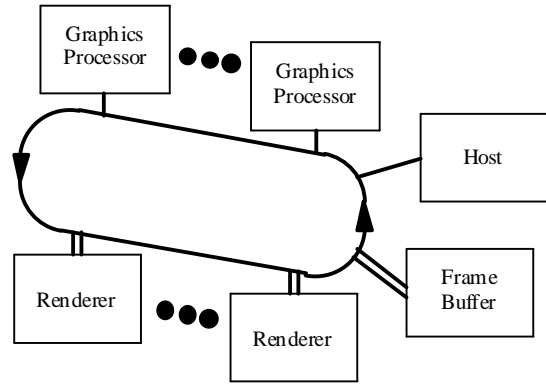 Graphics
Processor
Graphics
Processor
Host
Renderer
Renderer
Frame
Buffer